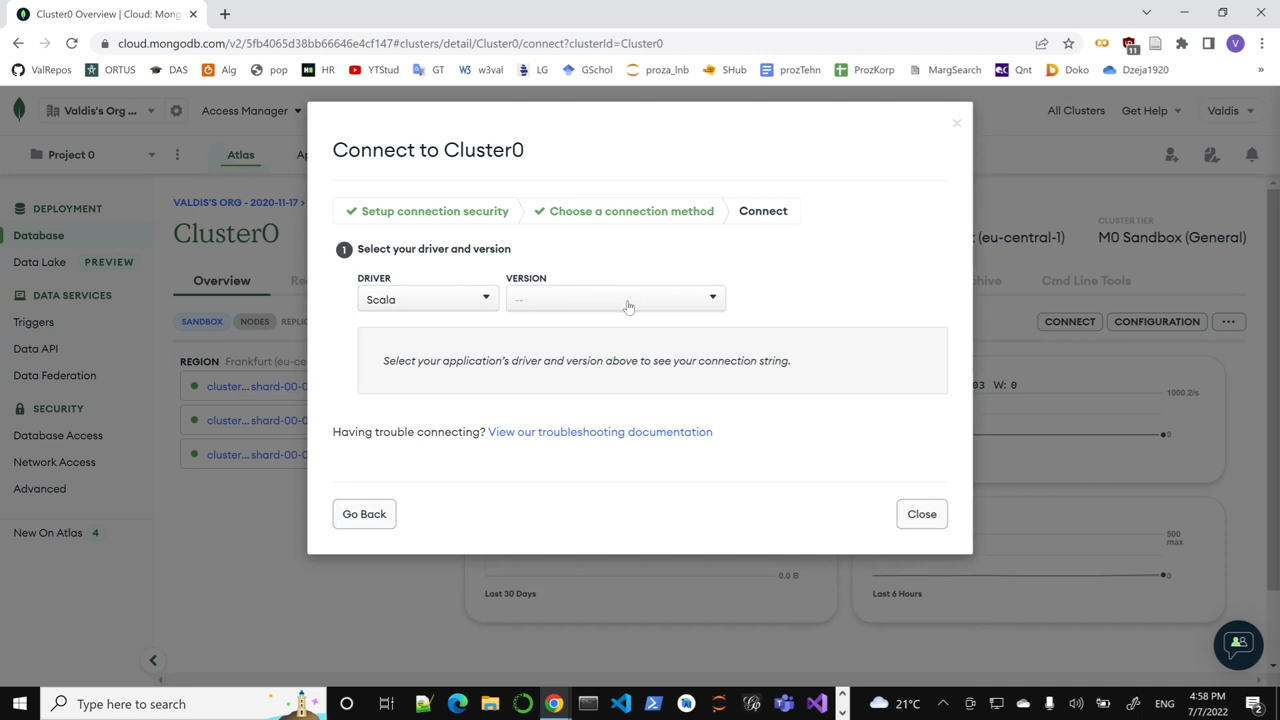 Cluster0 Overview | Cloud: Mong
cloud.mongodb.com/v2/5fb4065d38bb66646e4cf147#clusters/detail/Cluster0/connect?clusterId=Cluster0
11
V
ValRepos ORTUS DAS Alg pop HR YTStud GT w3val LG GSchol proza_lnb SHub prozTehn ProzKorp MargSearch Qnt Doko Dzeja1920 »
Valdis's Org ... Access Manager All Clusters Get Help Valdis
Project 0 Atlas
DEPLOYMENT
Database
Data Lake PREVIEW
DATA SERVICES
Triggers
Data API
Data Federation
SECURITY
Database Access
Network Access
Advanced
New On Atlas 4
VALDIS'S ORG - 2020-11-17 >
Cluster0
Overview
SANDBOX NODES
REGION Frankfurt (eu-ce
cluster... shard-00-0
cluster... shard-00-0
cluster... shard-00-0
Connect to Cluster0
×
Setup connection security Choose a connection method Connect
1 Select your driver and version
DRIVER VERSION
Scala --
Select your application's driver and version above to see your connection string.
Having trouble connecting? View our troubleshooting documentation
Go Back Close
CLUSTER TIER
(eu-central-1) M0 Sandbox (General)
Cmd Line Tools
CONNECT CONFIGURATION ...
03 W: 0
1000.2/s
0
0.0 B
Last 30 Days
500
max
0
Last 6 Hours
Type here to search
21°C
ENG
4:58 PM
7/7/2022
2